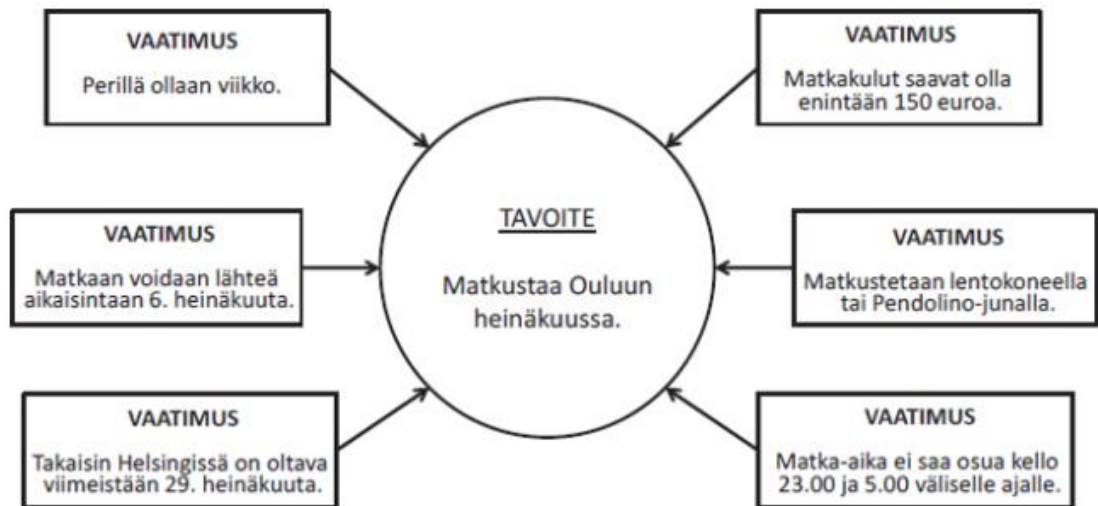 VAATIMUS
Perillä ollaan viikko.
VAATIMUS
Matkakulut saavat olla
enintään 150 euroa.
VAATIMUS
Matkaan voidaan lähteä
aikaisintaan 6. heinäkuuta.
TAVOITE
Matkustaa Ouluun
heinäkuussa.
VAATIMUS
Matkustetaan lentokoneella
tai Pendolino-junalla.
VAATIMUS
Takaisin Helsingissä on oltava
viimeistään 29. heinäkuuta.
VAATIMUS
Matka-aika ei saa osua kello
23.00 ja 5.00 väliselle ajalle.